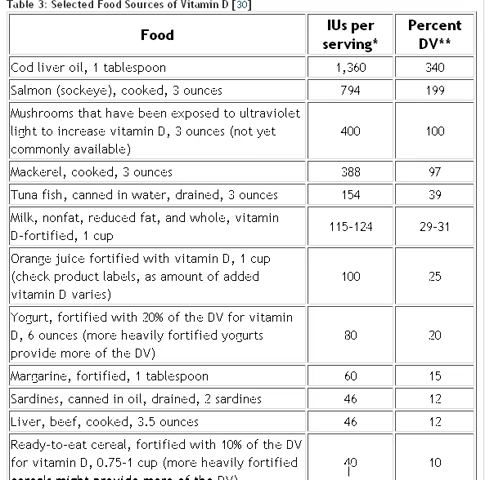 Table 3: Selected Food Sources of Vitamin D [30]
Food
IUs per
serving*
Percent
DV**
Cod liver oil, 1 tablespoon 1,360 340
Salmon (sockeye), cooked, 3 ounces 794 199
Mushrooms that have been exposed to ultraviolet
light to increase vitamin D, 3 ounces (not yet
commonly available)
400 100
Mackerel, cooked, 3 ounces 388 97
Tuna fish, canned in water, drained, 3 ounces 154 39
Milk, nonfat, reduced fat, and whole, vitamin
D-fortified, 1 cup
115-124 29-31
Orange juice fortified with vitamin D, 1 cup
(check product labels, as amount of added
vitamin D varies)
100 25
Yogurt, fortified with 20% of the DV for vitamin
D, 6 ounces (more heavily fortified yogurts
provide more of the DV)
80 20
Margarine, fortified, 1 tablespoon 60 15
Sardines, canned in oil, drained, 2 sardines 46 12
Liver, beef, cooked, 3.5 ounces 46 12
Ready-to-eat cereal, fortified with 10% of the DV
for vitamin D, 0.75-1 cup (more heavily fortified
cereals might provide more of the DV)
40 10